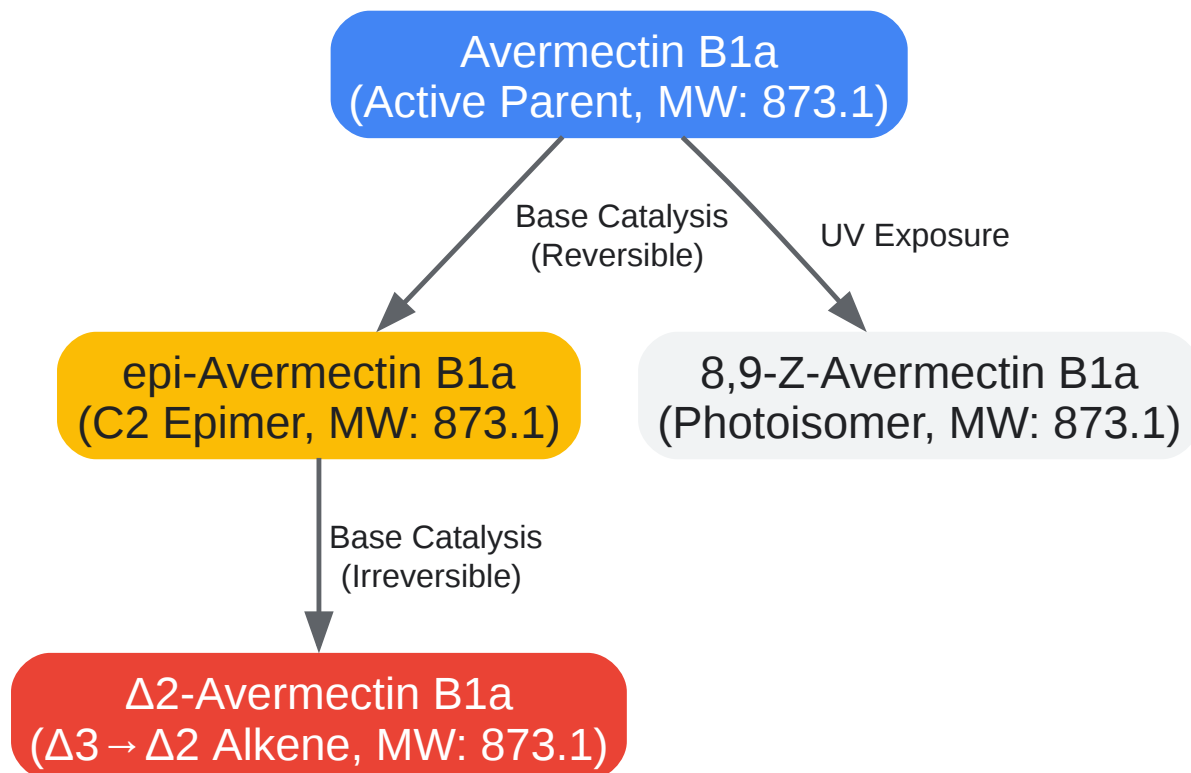 Avermectin B1a
(Active Parent, MW: 873.1)
Base Catalysis
(Reversible)
UV Exposure
epi-Avermectin B1a
(C2 Epimer, MW: 873.1)
8,9-Z-Avermectin B1a
(Photoisomer, MW: 873.1)
Base Catalysis
(Irreversible)
Δ2-Avermectin B1a
(Δ3→Δ2 Alkene, MW: 873.1)